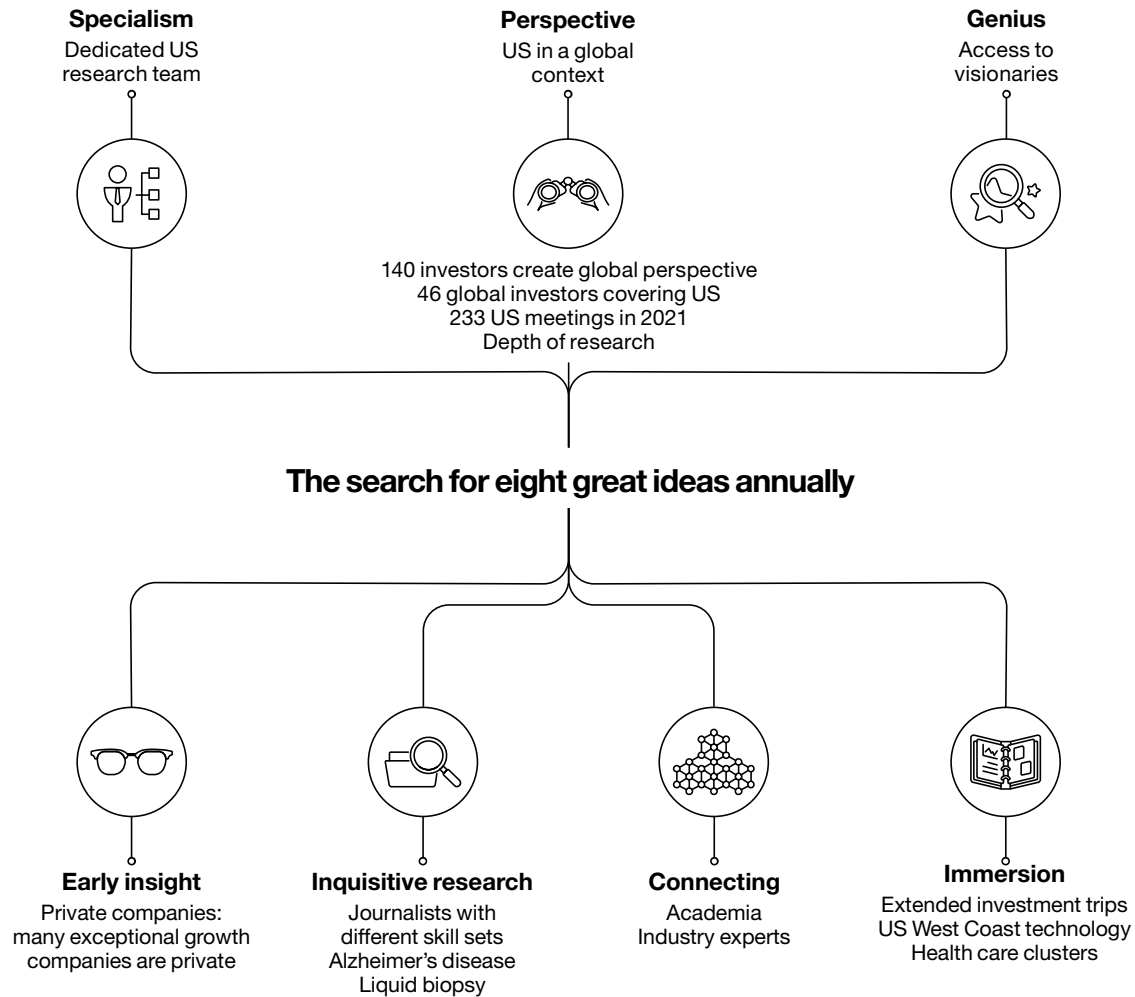 Specialism
Dedicated US
research team
Perspective
US in a global
context
Genius
Access to
visionaries
140 investors create global perspective
46 global investors covering US
233 US meetings in 2021
Depth of research
The search for eight great ideas annually
Early insight
Private companies:
many exceptional growth
companies are private
Inquisitive research
Journalists with
different skill sets
Alzheimer’s disease
Liquid biopsy
Connecting
Academia
Industry experts
Immersion
Extended investment trips
US West Coast technology
Health care clusters